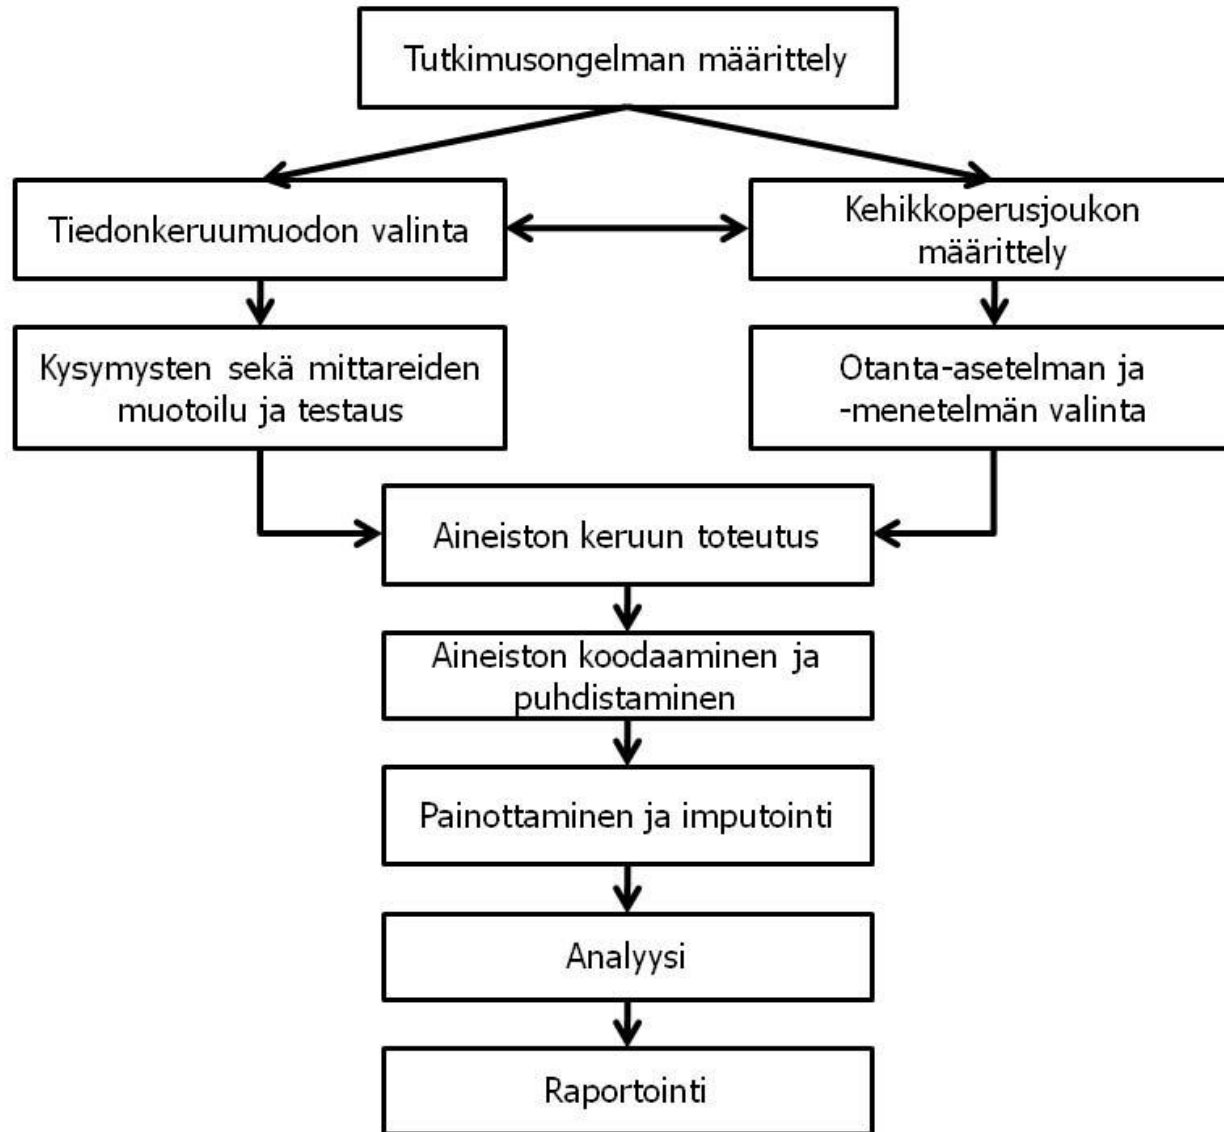 Tutkimusongelman määrittely
Tiedonkeruumuodon valinta
Kehikkoperusjoukon
määrittely
Kysymysten sekä mittareiden
muotoilu ja testaus
Otanta-asetelman ja
-menetelmän valinta
Aineiston keruun toteutus
Aineiston koodaaminen ja
puhdistaminen
Painottaminen ja imputointi
Analyysi
Raportointi